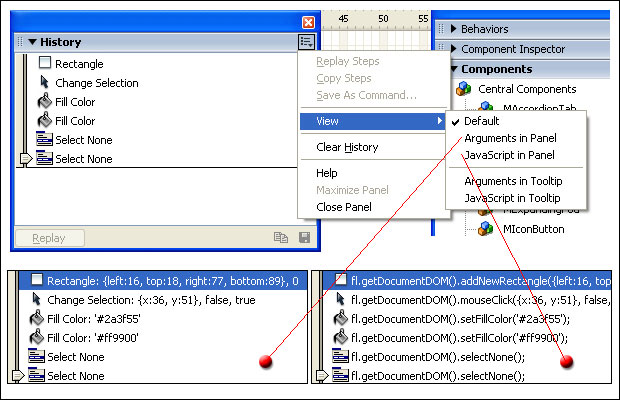 History
Rectangle
Change Selection
Fill Color
Fill Color
Select None
Select None
Replay
45 50 55
Replay Steps
Copy Steps
Save As Command...
View
Clear History
Help
Maximize Panel
Close Panel
Behaviors
Component Inspector
Components
Central Components
MAccordionTab
Default
Arguments in Panel
JavaScript in Panel
Arguments in Tooltip
JavaScript in Tooltip
MExpandingPod
MIconButton
Rectangle: {left:16, top:18, right:77, bottom:89}, 0
Change Selection: {x:36, y:51}, false, true
Fill Color: '#2a3f55'
Fill Color: '#ff9900'
Select None
Select None
fl.getDocumentDOM().addNewRectangle({left:16, top
fl.getDocumentDOM().mouseClick({x:36, y:51}, false,
fl.getDocumentDOM().setFillColor('#2a3f55');
fl.getDocumentDOM().setFillColor('#ff9900');
fl.getDocumentDOM().selectNone();
fl.getDocumentDOM().selectNone();